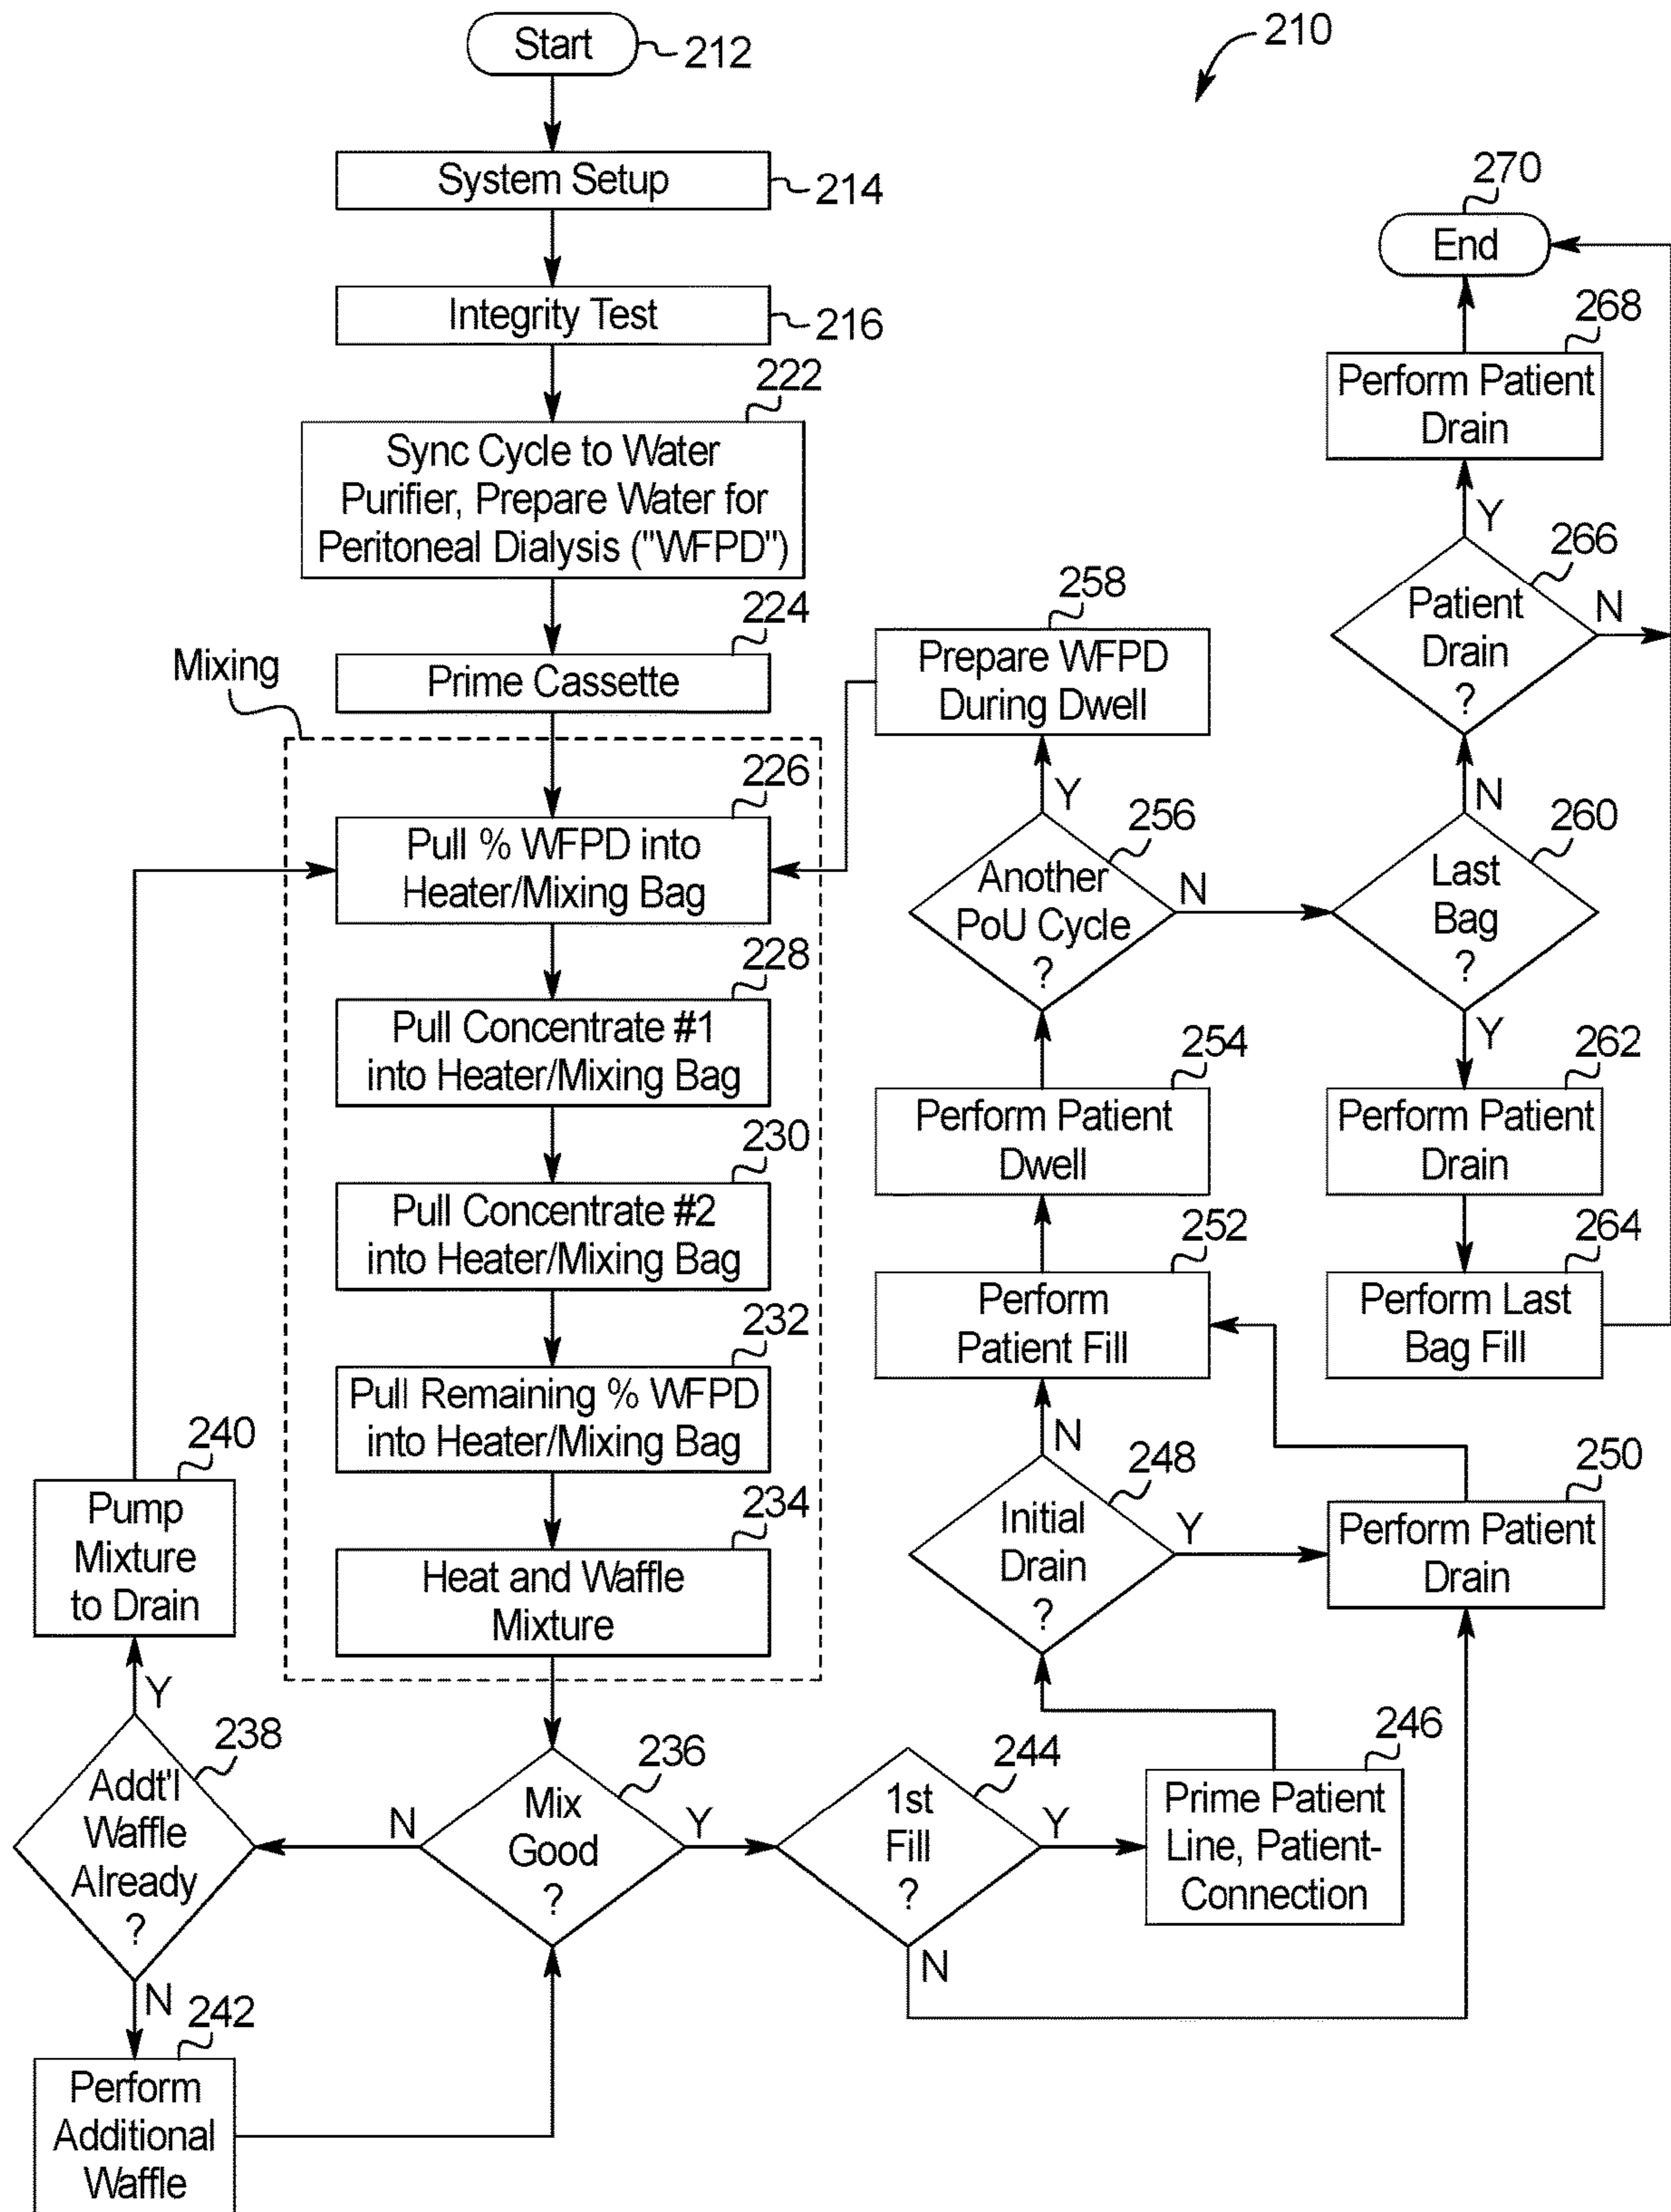 210
Start
212
System Setup
214
Integrity Test
216
222
Sync Cycle to Water
Purifier, Prepare Water for
Peritoneal Dialysis ("WFPD")
224
Prime Cassette
Mixing
226
Pull % WFPD into
Heater/Mixing Bag
228
Pull Concentrate #1
into Heater/Mixing Bag
230
Pull Concentrate #2
into Heater/Mixing Bag
232
Pull Remaining % WFPD
into Heater/Mixing Bag
234
Heat and Waffle
Mixture
236
Mix
Good
?
N
Y
238
Addt'l
Waffle
Already
?
Y
N
240
Pump
Mixture
to Drain
242
Perform
Additional
Waffle
244
1st
Fill
?
Y
N
246
Prime Patient
Line, Patient-
Connection
248
Initial
Drain
?
N
Y
250
Perform Patient
Drain
252
Perform
Patient Fill
254
Perform Patient
Dwell
256
Another
PoU Cycle
?
Y
N
258
Prepare WFPD
During Dwell
260
Last
Bag
?
N
Y
262
Perform Patient
Drain
264
Perform Last
Bag Fill
266
Patient
Drain
?
Y
N
268
Perform Patient
Drain
270
End